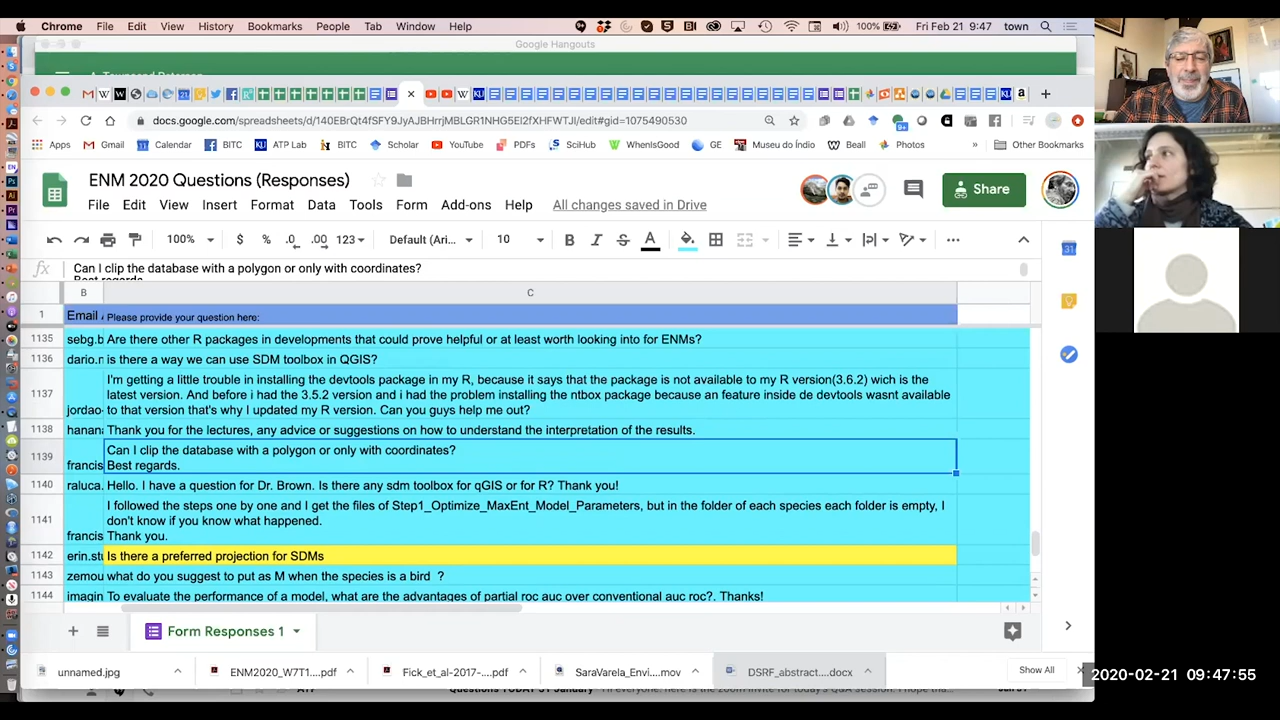 Chrome File Edit View History Bookmarks People Tab Window Help 100% Fri Feb 21 9:47 town
Google Hangouts
docs.google.com/spreadsheets/d/140EBrQt4fSFY9JyAJBHrrjMBLGR1NHG5EI2fXHFWTJI/edit#gid=1075490530
Apps Gmail Calendar BITC ATP Lab BITC Scholar YouTube PDFs SciHub WhenIsGood GE Museu do Índio Beall Photos » Other Bookmarks
ENM 2020 Questions (Responses)
Share
File Edit View Insert Format Data Tools Form Add-ons Help All changes saved in Drive
100% $ % .0 .00 123 Default (Ari... 10 B I S A
fx Can I clip the database with a polygon or only with coordinates?
Best regards.
B C
1 Email Please provide your question here:
1135 sebg.b Are there other R packages in developments that could prove helpful or at least worth looking into for ENMs?
1136 dario.n is there a way we can use SDM toolbox in QGIS?
I'm getting a little trouble in installing the devtools package in my R, because it says that the package is not available to my R version(3.6.2) wich is the
1137 latest version. And before i had the 3.5.2 version and i had the problem installing the ntbox package because an feature inside de devtools wasnt available
jordao to that version that's why I updated my R version. Can you guys help me out?
1138 hanana Thank you for the lectures, any advice or suggestions on how to understand the interpretation of the results.
Can I clip the database with a polygon or only with coordinates?
1139
francis Best regards.
1140 raluca. Hello. I have a question for Dr. Brown. Is there any sdm toolbox for qGIS or for R? Thank you!
I followed the steps one by one and I get the files of Step1_Optimize_MaxEnt_Model_Parameters, but in the folder of each species each folder is empty, I
1141 don't know if you know what happened.
francis Thank you.
1142 erin.stu Is there a preferred projection for SDMs
1143 zemou what do you suggest to put as M when the species is a bird ?
1144 imagin To evaluate the performance of a model, what are the advantages of partial roc auc over conventional auc roc?. Thanks!
Form Responses 1
unnamed.jpg ENM2020_W7T1....pdf Fick_et_al-2017-....pdf SaraVarela_Envi....mov DSRF_abstract....docx Show All
Questions TODAY 31 January
2020-02-21 09:47:55